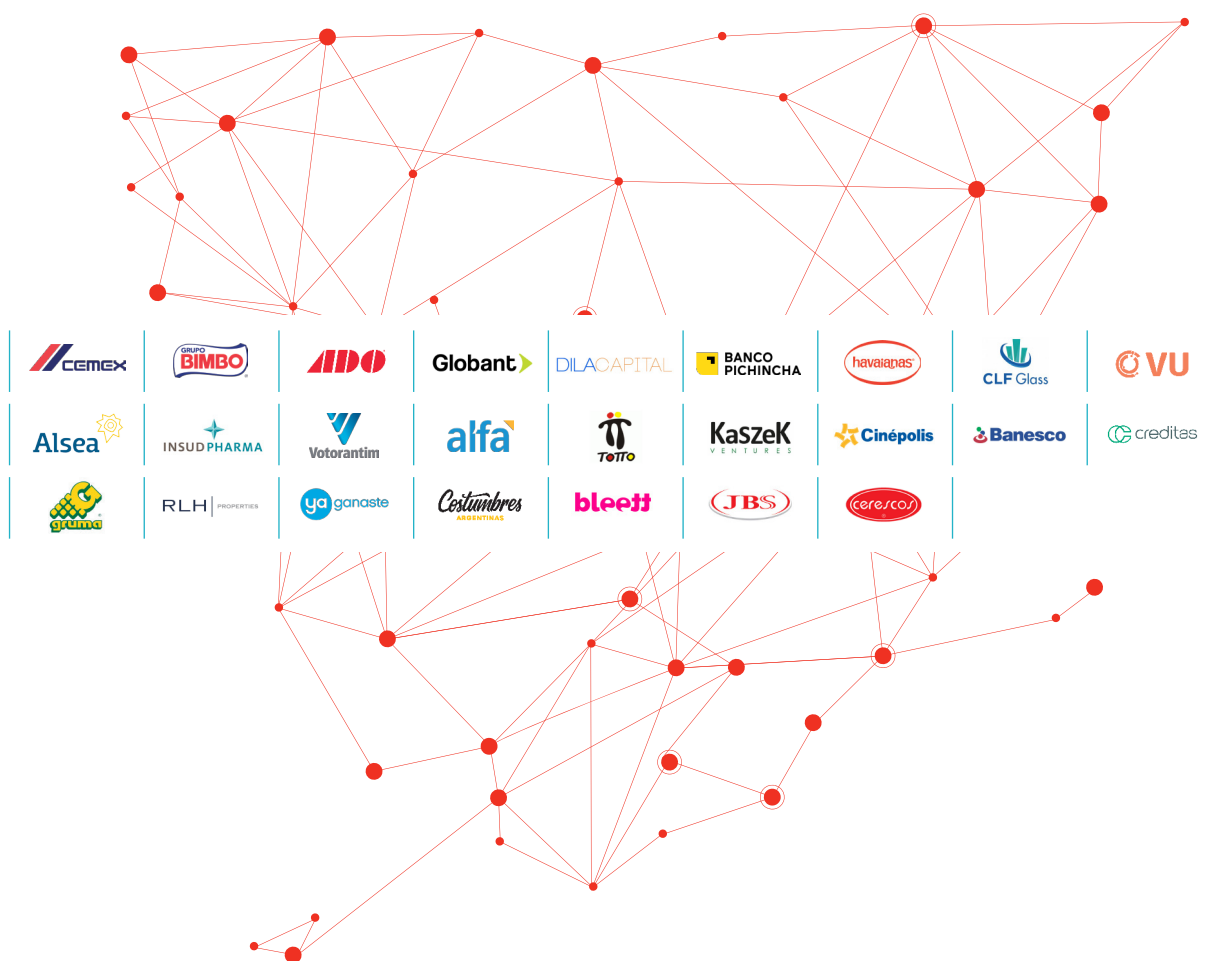 CEMEX
GRUPO
BIMBO
ADO
Globant
DILACAPITAL
BANCO
PICHINCHA
havaianas
CLF Glass
VU
Alsea
INSUDPHARMA
Votorantim
alfa
TOTTO
KaSzeK
VENTURES
Cinépolis
Banesco
creditas
gruma
RLH PROPERTIES
ya ganaste
Costumbres
ARGENTINAS
bleett
JBS
cerescos